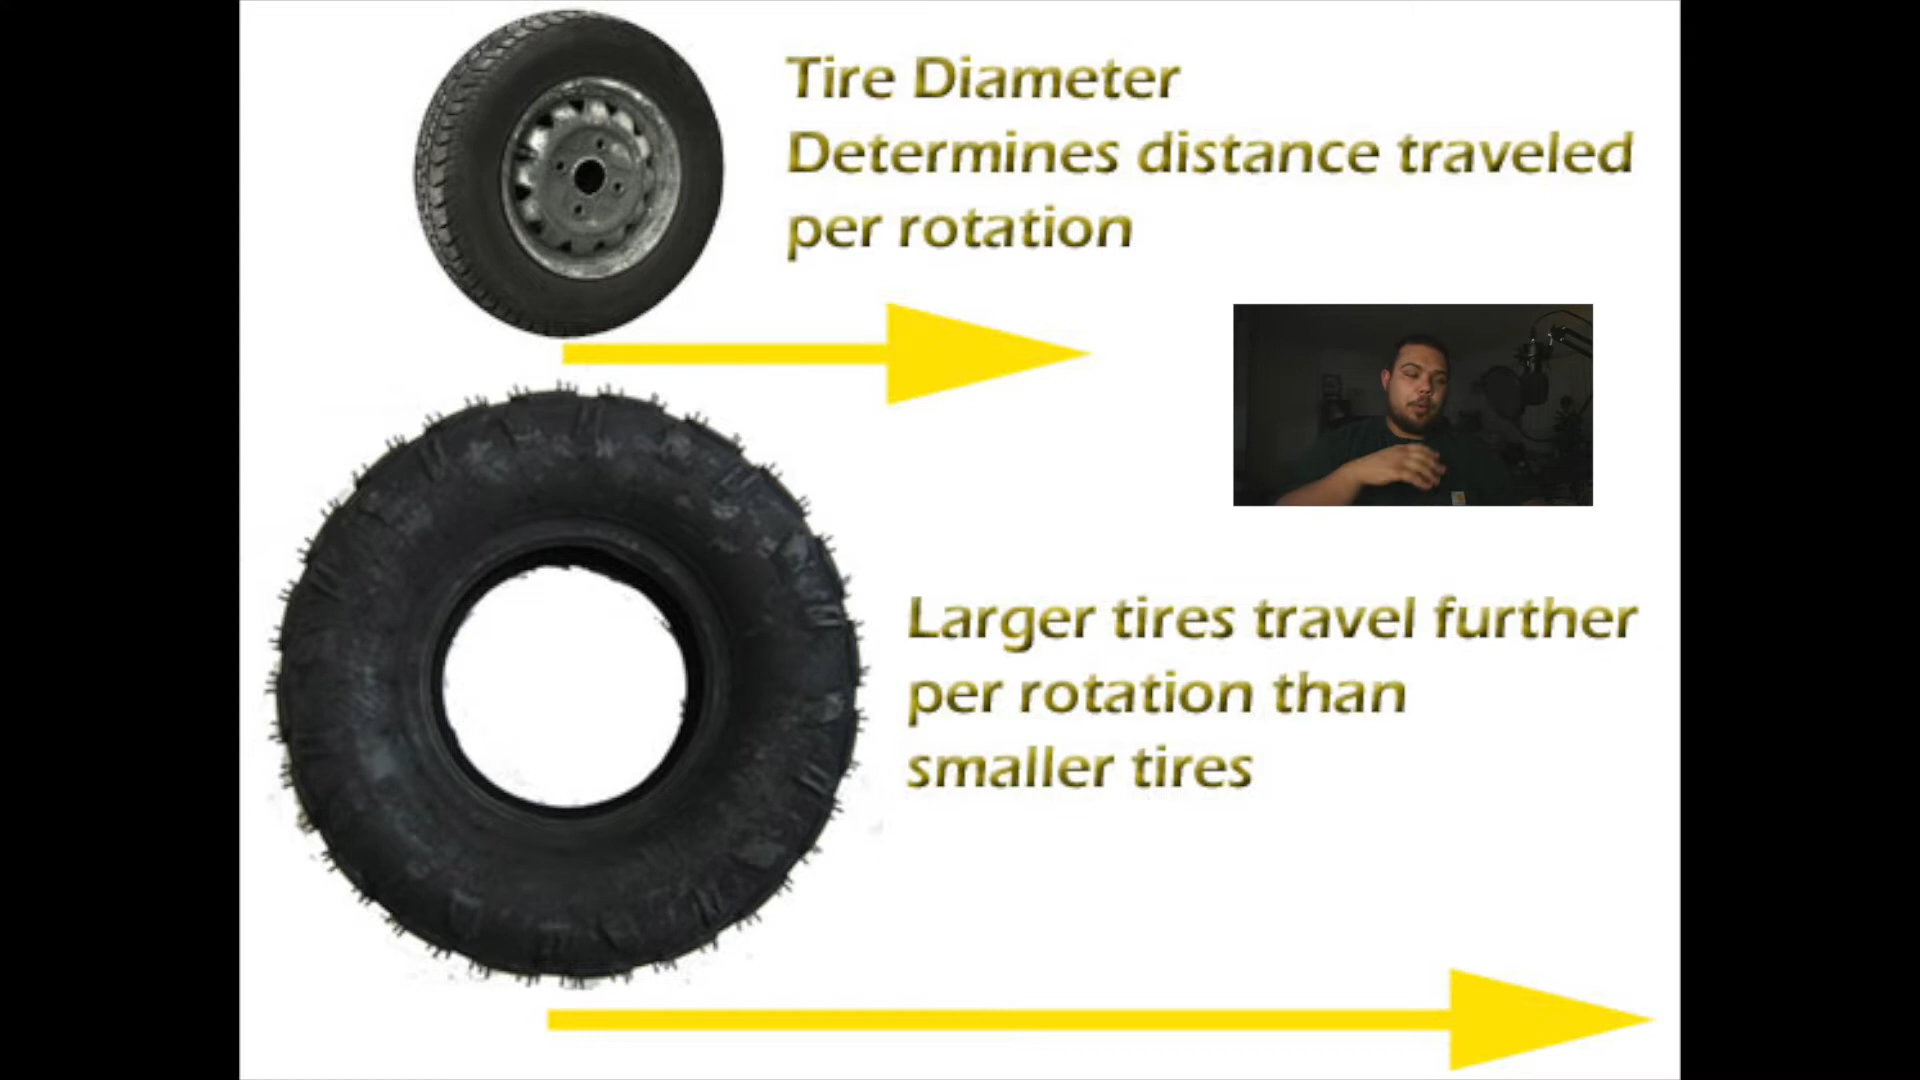 Tire Diameter
Determines distance traveled
per rotation
Larger tires travel further
per rotation than
smaller tires